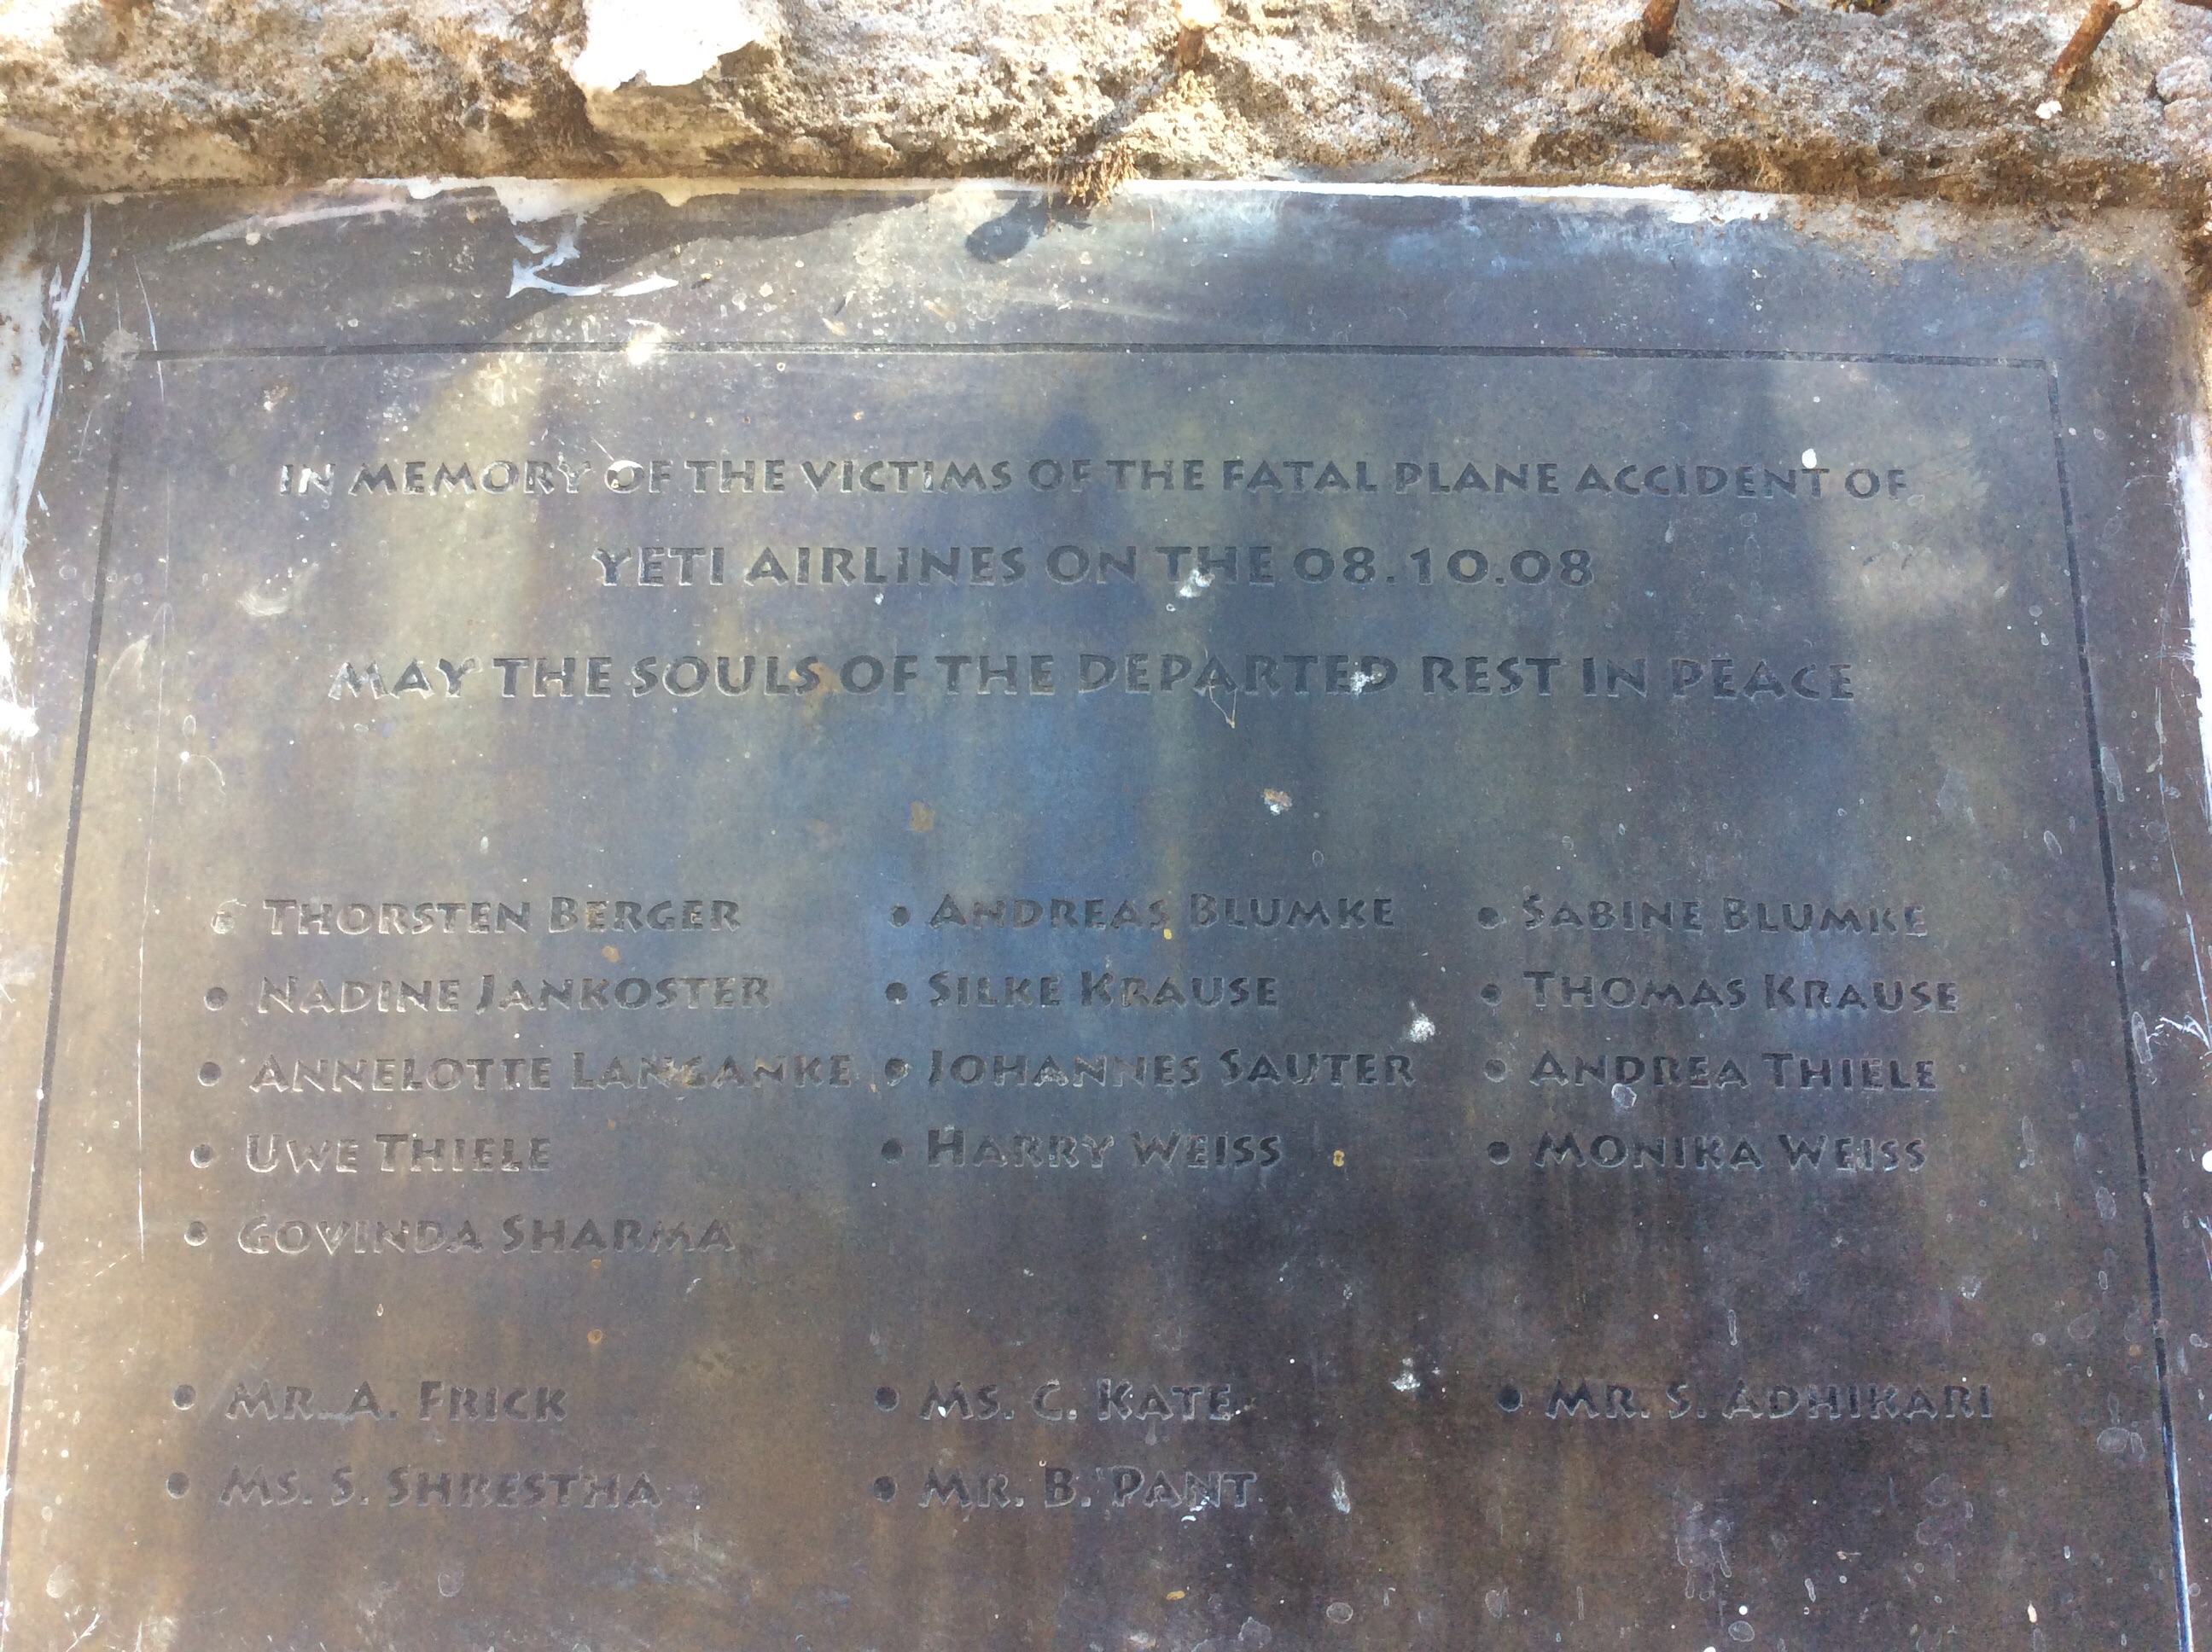 IN MEMORY OF THE VICTIMS OF THE FATAL PLANE ACCIDENT OF
YETI AIRLINES ON THE 08.10.08
MAY THE SOULS OF THE DEPARTED REST IN PEACE
• THORSTEN BERGER • ANDREAS BLUMKE • SABINE BLUMKE
• NADINE JANKOSTER • SILKE KRAUSE • THOMAS KRAUSE
• ANNELOTTE LANGANKE • JOHANNES SAUTER • ANDREA THIELE
• UWE THIELE • HARRY WEISS • MONIKA WEISS
• GOVINDA SHARMA
• MR. A. FRICK • MS. C. KATE • MR. S. ADHIKARI
• MS. S. SHRESTHA • MR. B. PANT